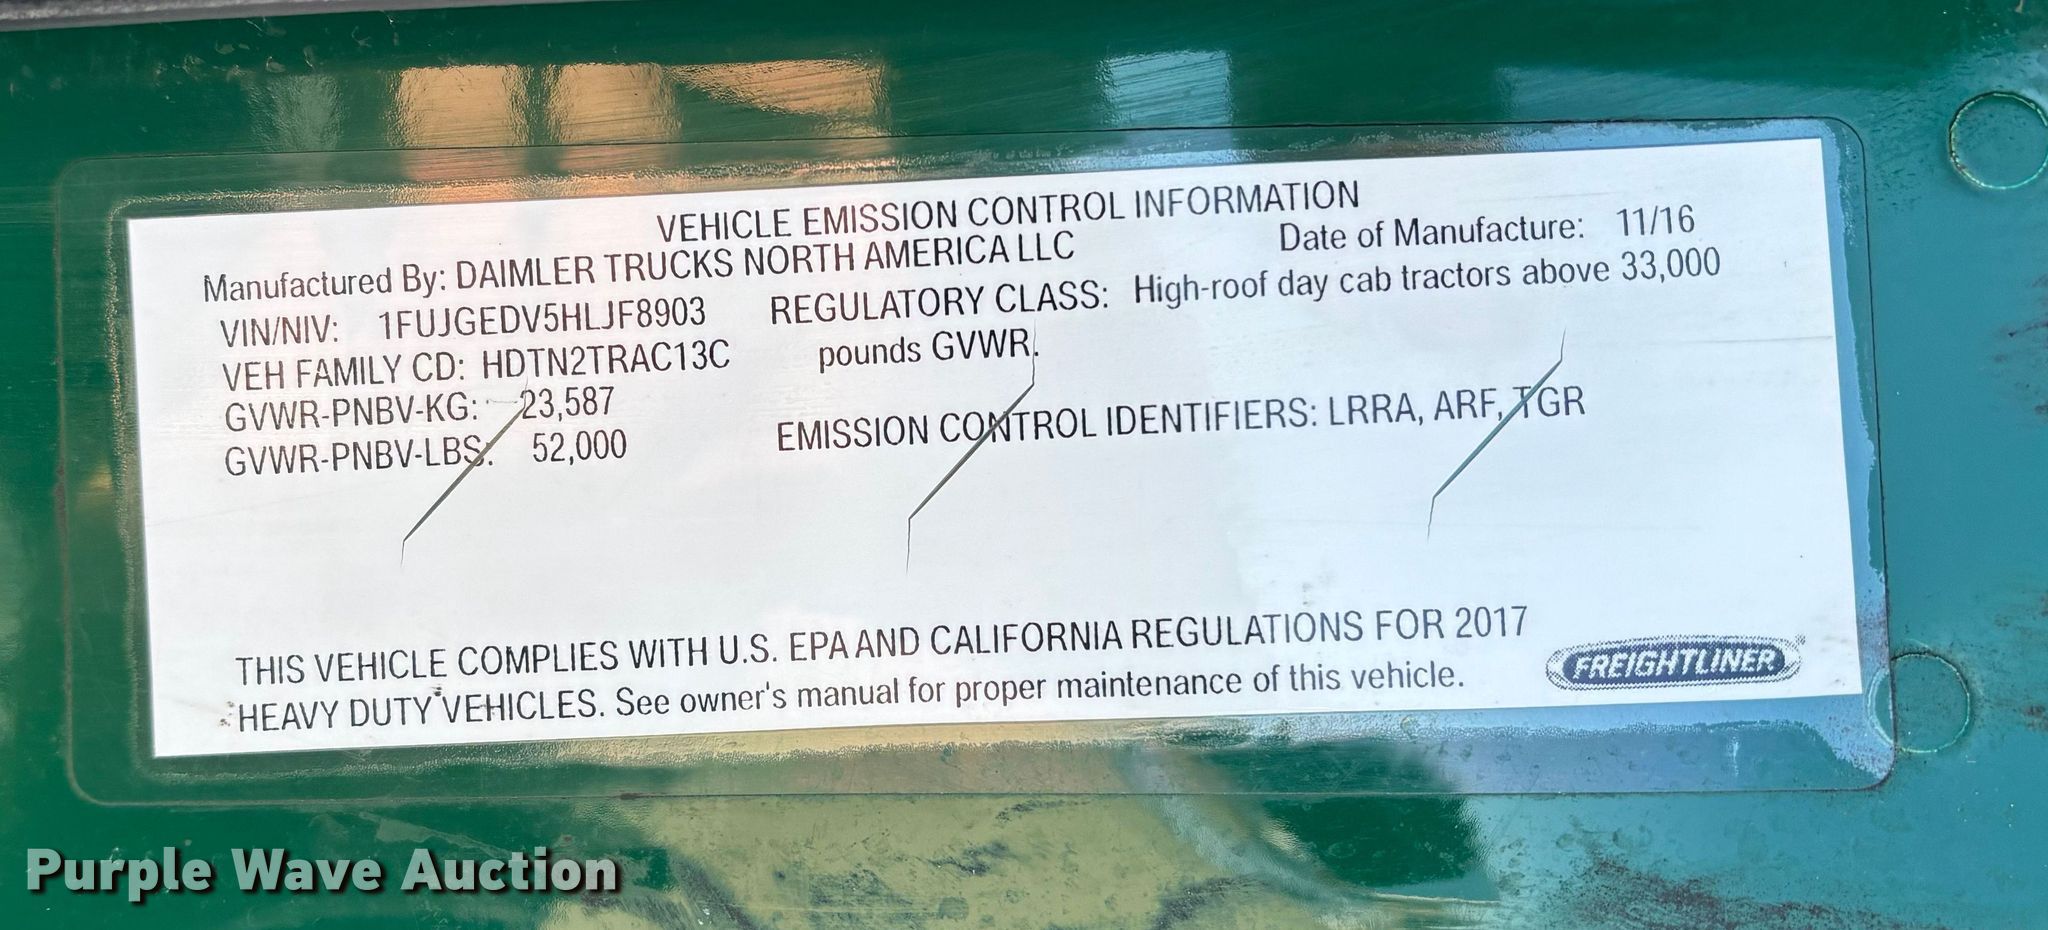 VEHICLE EMISSION CONTROL INFORMATION
Manufactured By: DAIMLER TRUCKS NORTH AMERICA LLC Date of Manufacture: 11/16
VIN/NIV: 1FUJGEDV5HLJF8903 REGULATORY CLASS: High-roof day cab tractors above 33,000
VEH FAMILY CD: HDTN2TRAC13C pounds GVWR.
GVWR-PNBV-KG: 23,587
GVWR-PNBV-LBS: 52,000 EMISSION CONTROL IDENTIFIERS: LRRA, ARF, TGR
THIS VEHICLE COMPLIES WITH U.S. EPA AND CALIFORNIA REGULATIONS FOR 2017
HEAVY DUTY VEHICLES. See owner's manual for proper maintenance of this vehicle.
FREIGHTLINER
Purple Wave Auction